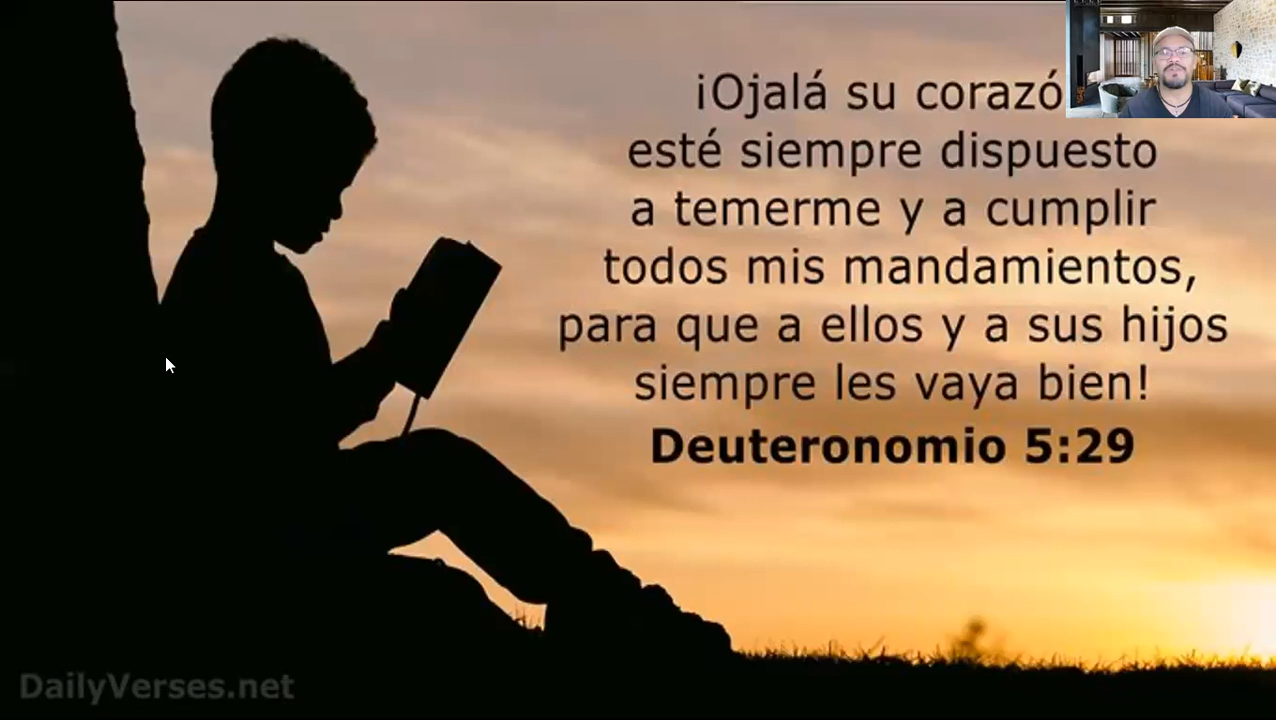 ¡Ojalá su corazó
esté siempre dispuesto
a temerme y a cumplir
todos mis mandamientos,
para que a ellos y a sus hijos
siempre les vaya bien!
Deuteronomio 5:29
DailyVerses.net